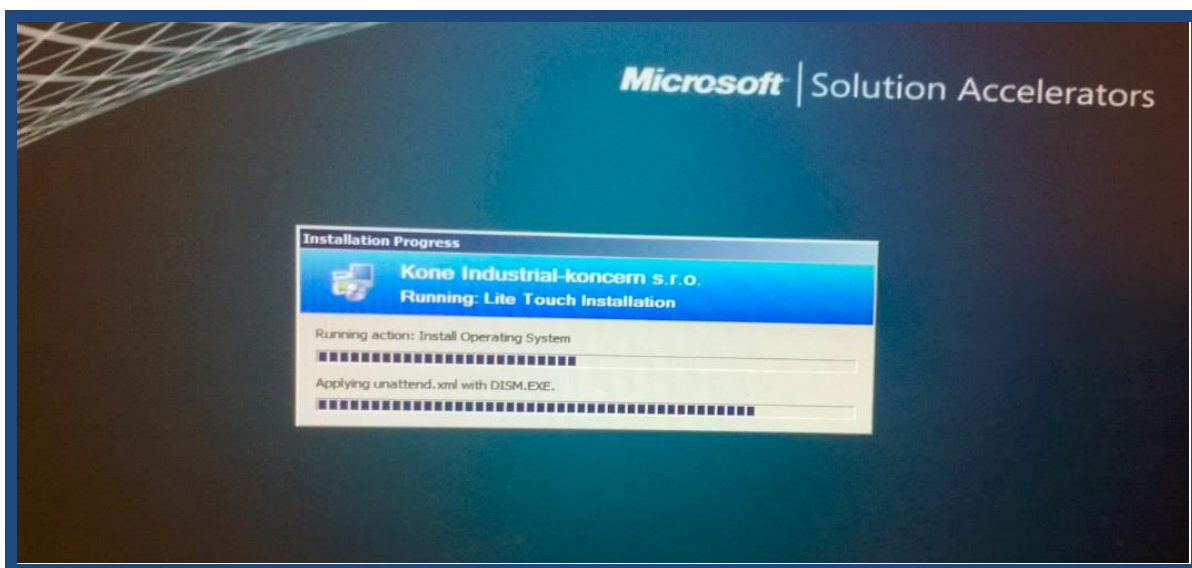 Microsoft | Solution Accelerators
Installation Progress
Kone Industrial-koncern s.r.o.
Running: Lite Touch Installation
Running action: Install Operating System
Applying unattend.xml with DISM.EXE.